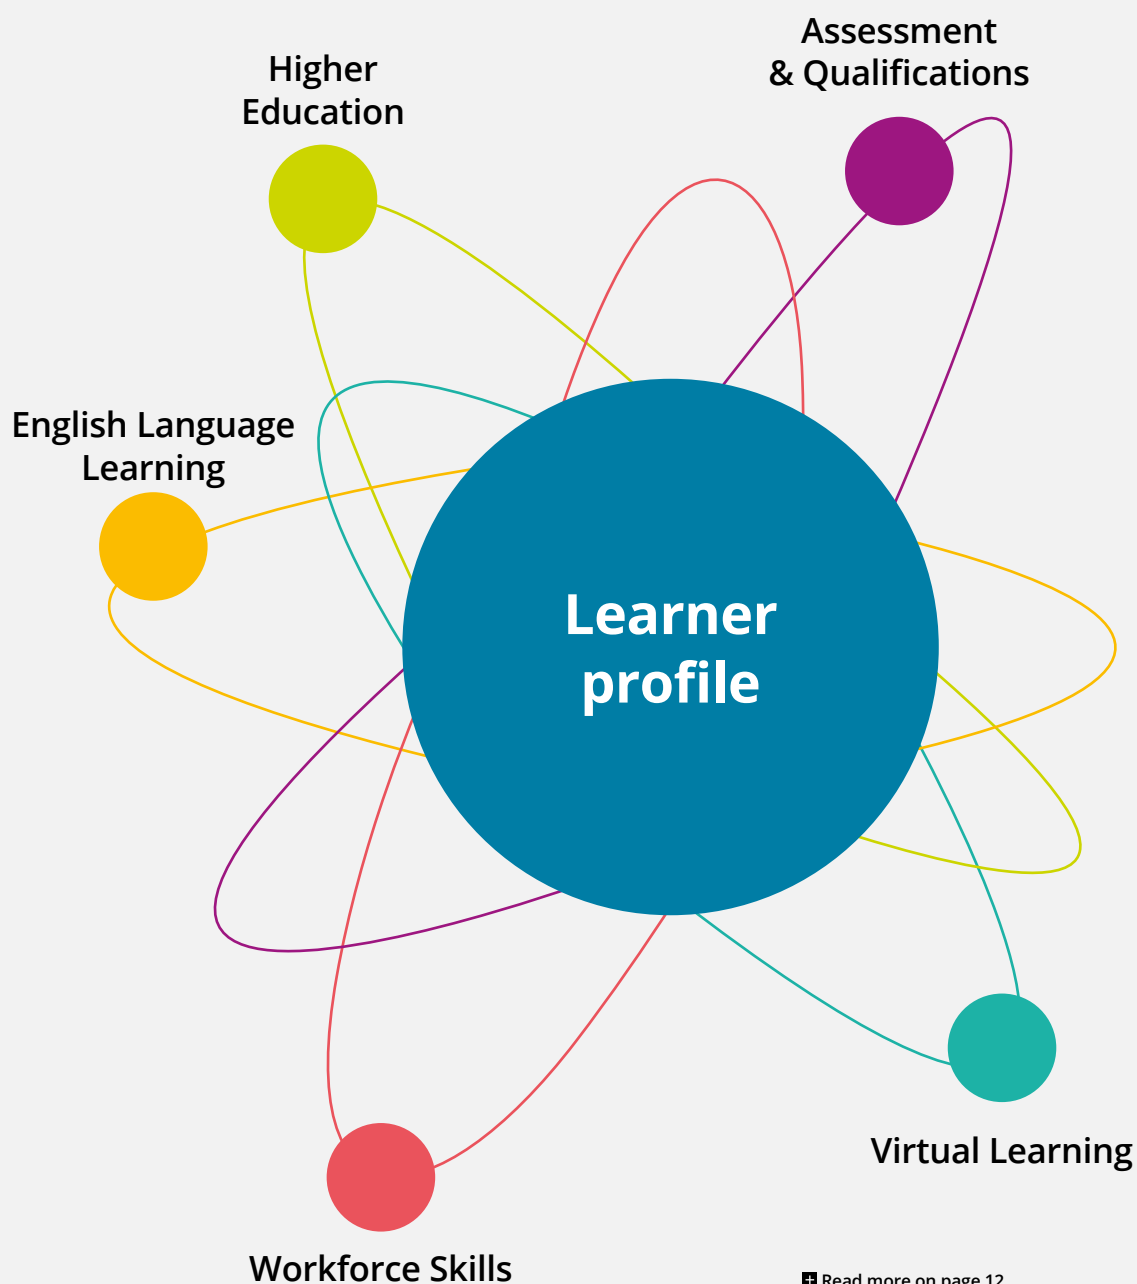 Assessment
& Qualifications
Higher
Education
English Language
Learning
Learner
profile
Virtual Learning
Workforce Skills
Read more on page 12